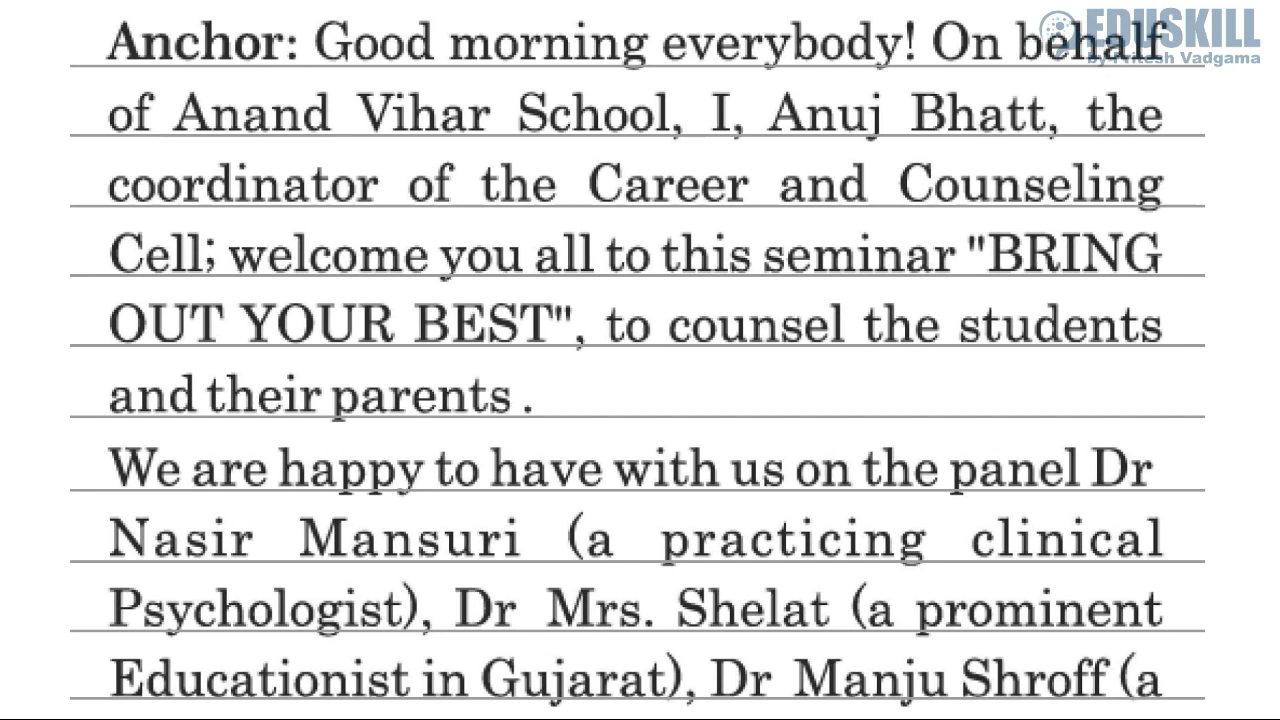 EDUSKILL
by Hitesh Vadgama
Anchor: Good morning everybody! On behalf
of Anand Vihar School, I, Anuj Bhatt, the
coordinator of the Career and Counseling
Cell; welcome you all to this seminar "BRING
OUT YOUR BEST", to counsel the students
and their parents .
We are happy to have with us on the panel Dr
Nasir Mansuri (a practicing clinical
Psychologist), Dr Mrs. Shelat (a prominent
Educationist in Gujarat), Dr Manju Shroff (a